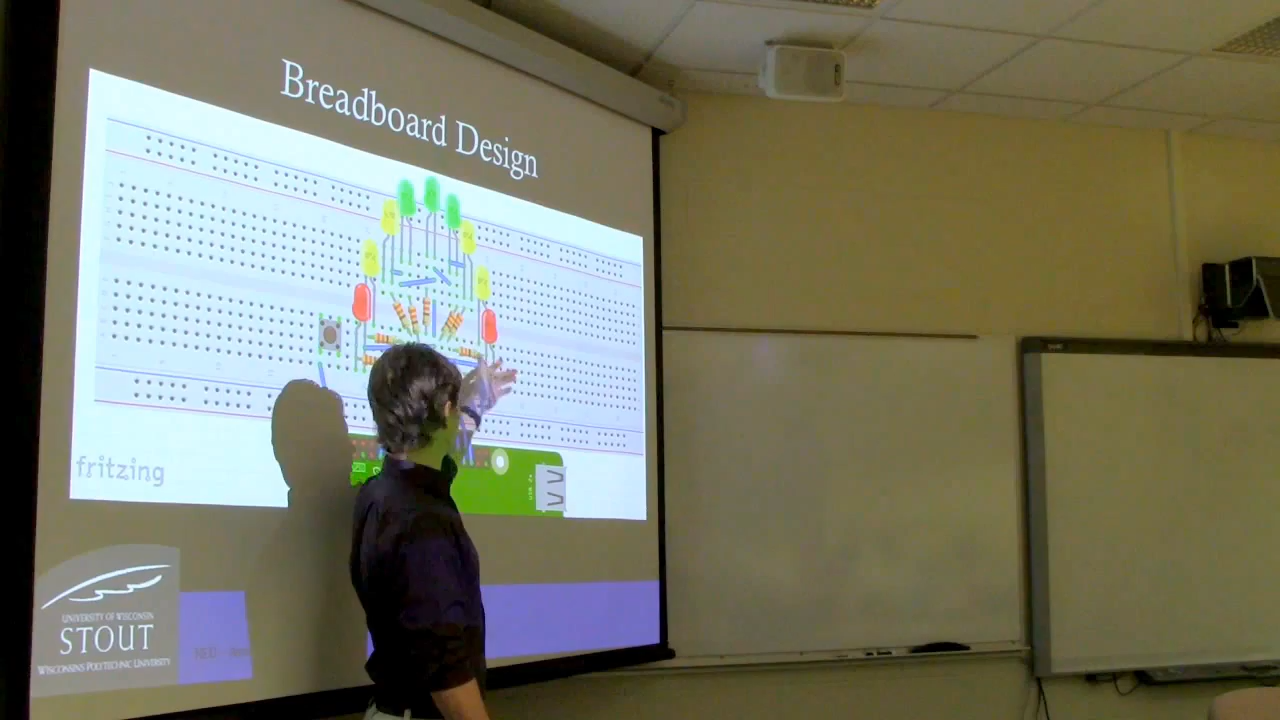 Breadboard Design
fritzing
UNIVERSITY OF WISCONSIN
STOUT
WISCONSIN'S POLYTECHNIC UNIVERSITY